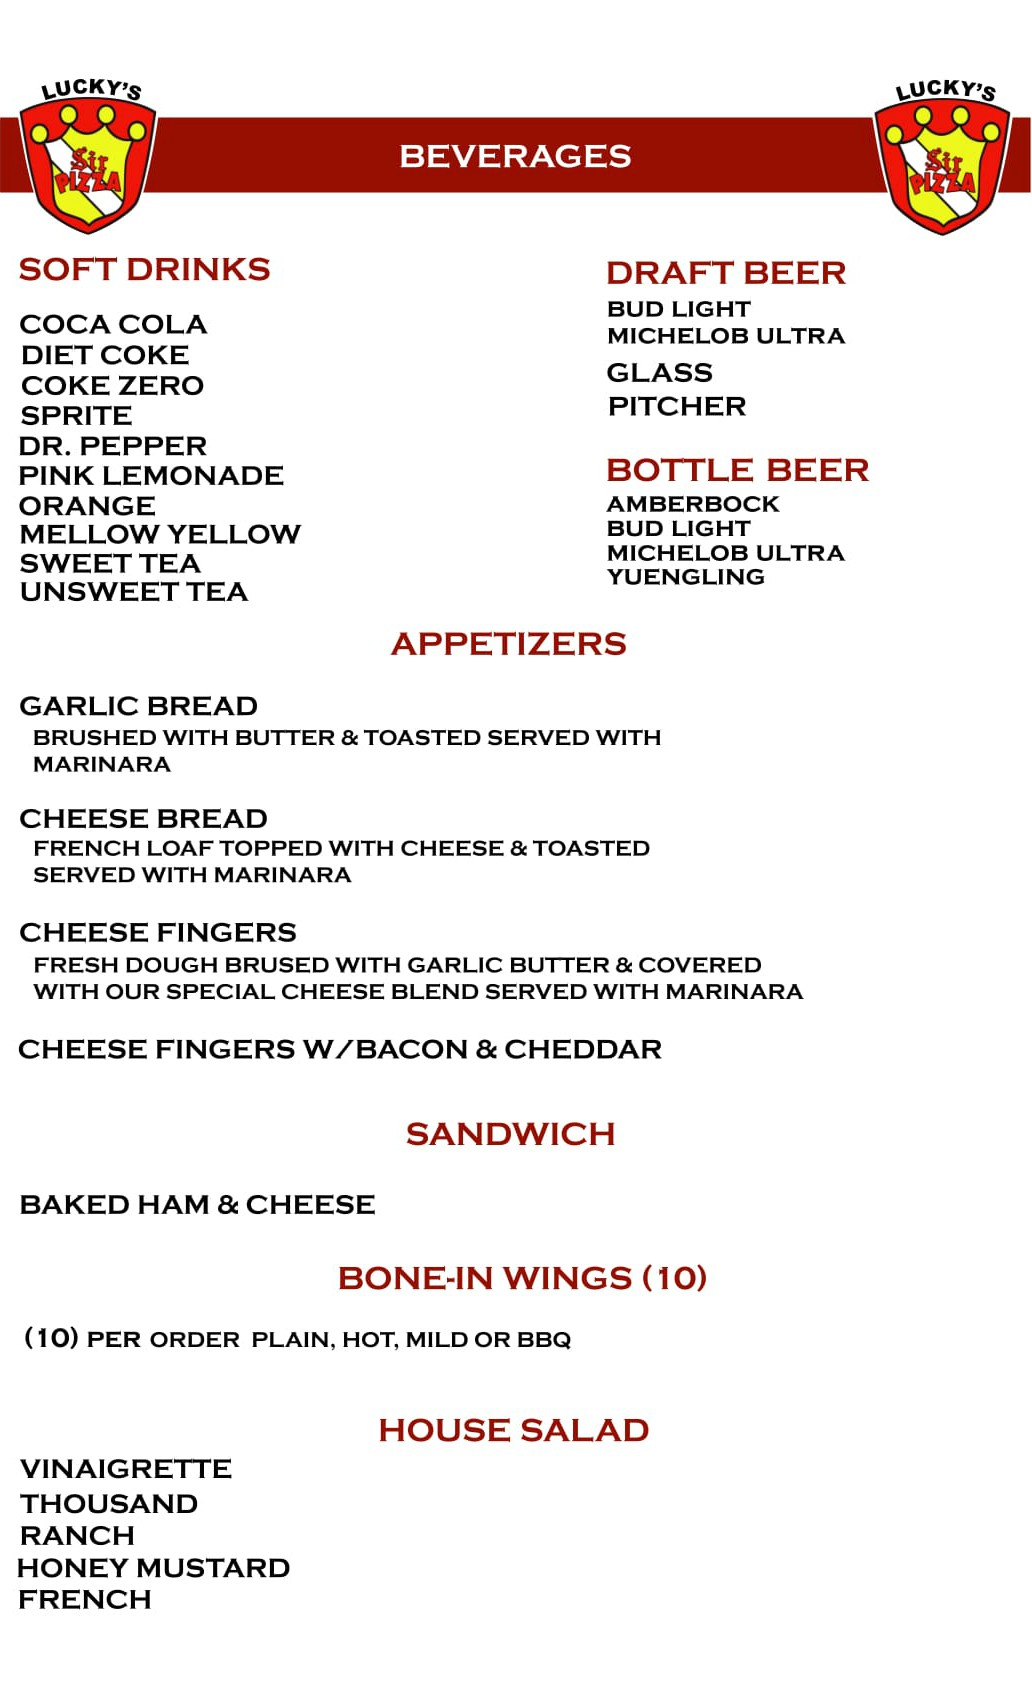 LUCKY'S
Sir
PIZZA
BEVERAGES
LUCKY'S
Sir
PIZZA
SOFT DRINKS
COCA COLA
DIET COKE
COKE ZERO
SPRITE
DR. PEPPER
PINK LEMONADE
ORANGE
MELLOW YELLOW
SWEET TEA
UNSWEET TEA
DRAFT BEER
BUD LIGHT
MICHELOB ULTRA
GLASS
PITCHER
BOTTLE BEER
AMBERBOCK
BUD LIGHT
MICHELOB ULTRA
YUENGLING
APPETIZERS
GARLIC BREAD
BRUSHED WITH BUTTER & TOASTED SERVED WITH
MARINARA
CHEESE BREAD
FRENCH LOAF TOPPED WITH CHEESE & TOASTED
SERVED WITH MARINARA
CHEESE FINGERS
FRESH DOUGH BRUSED WITH GARLIC BUTTER & COVERED
WITH OUR SPECIAL CHEESE BLEND SERVED WITH MARINARA
CHEESE FINGERS W/BACON & CHEDDAR
SANDWICH
BAKED HAM & CHEESE
BONE-IN WINGS (10)
(10) PER ORDER PLAIN, HOT, MILD OR BBQ
HOUSE SALAD
VINAIGRETTE
THOUSAND
RANCH
HONEY MUSTARD
FRENCH